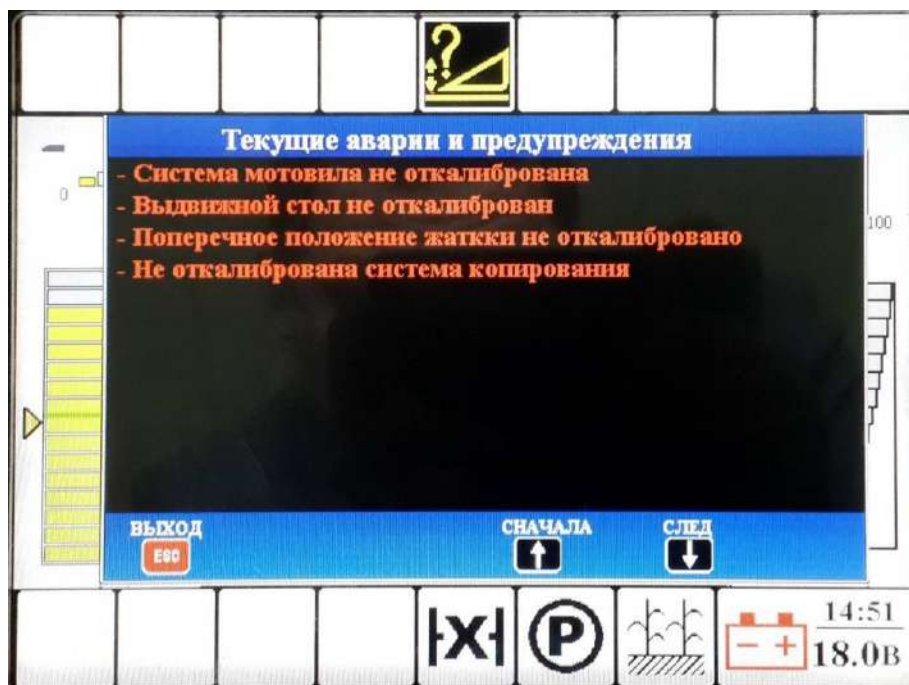 ?
Текущие аварии и предупреждения
0
100
- Система мотовила не откалибрована
- Выдвижной стол не откалиброван
- Поперечное положение жаткки не откалибровано
- Не откалибрована система копирования
ВЫХОД
СНАЧАЛА
СЛЕД
ESC
X
P
14:51
18.0В